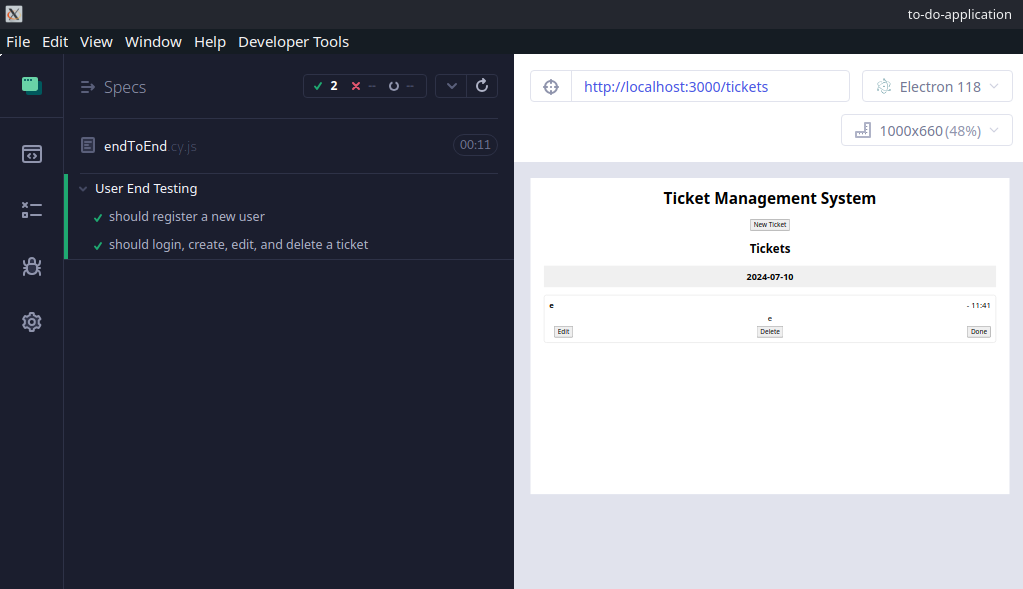 to-do-application
File Edit View Window Help Developer Tools
Specs
2 -- --
endToEnd.cy.js 00:11
User End Testing
should register a new user
should login, create, edit, and delete a ticket
http://localhost:3000/tickets
Electron 118
1000x660 (48%)
Ticket Management System
New Ticket
Tickets
2024-07-10
e - 11:41
e
Edit Delete Done